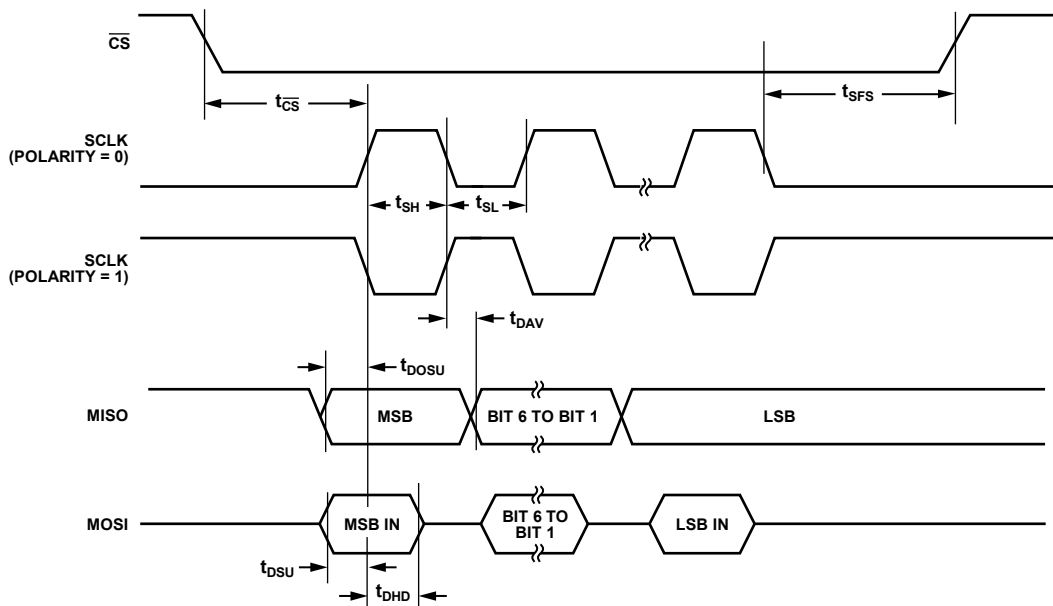 CS
tCS
tSFS
SCLK
(POLARITY = 0)
tSH
tSL
SCLK
(POLARITY = 1)
tDAV
tDOSU
MISO
MSB
BIT 6 TO BIT 1
LSB
MOSI
MSB IN
BIT 6 TO
BIT 1
LSB IN
tDSU
tDHD